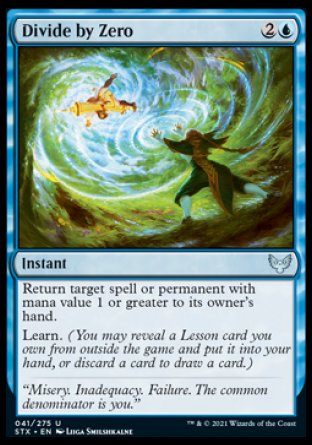 Divide by Zero 2
Instant
Return target spell or permanent with
mana value 1 or greater to its owner's
hand.
Learn. (You may reveal a Lesson card you
own from outside the game and put it into
your hand, or discard a card to draw a card.)
"Misery. Inadequacy. Failure. The common
denominator is you."
041/275 U
STX • EN LIIGA SMILSHKALNE
™ & © 2021 Wizards of the Coast